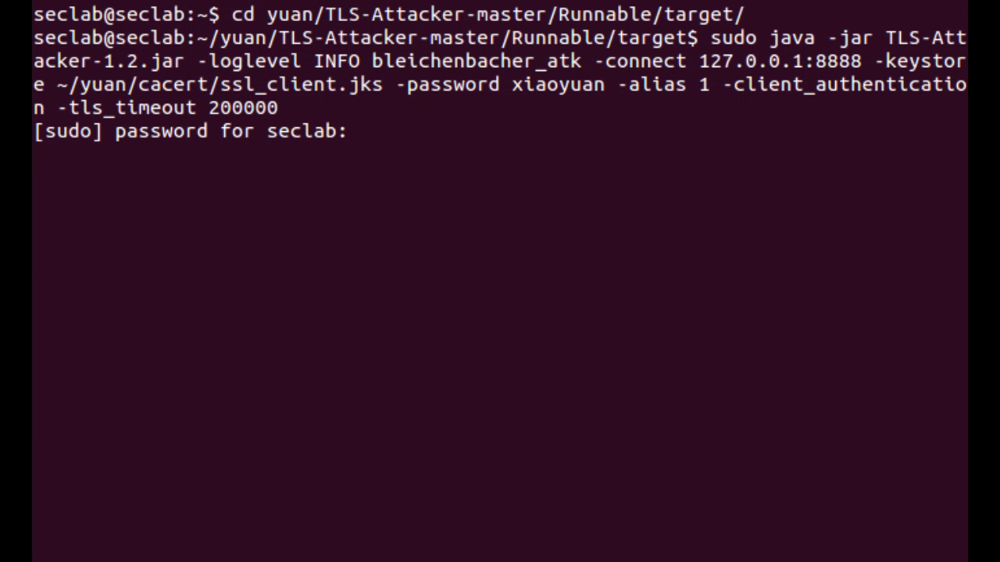 seclab@seclab:~$ cd yuan/TLS-Attacker-master/Runnable/target/
seclab@seclab:~/yuan/TLS-Attacker-master/Runnable/target$ sudo java -jar TLS-Att
acker-1.2.jar -loglevel INFO bleichenbacher_atk -connect 127.0.0.1:8888 -keystor
e ~/yuan/cacert/ssl_client.jks -password xiaoyuan -alias 1 -client_authenticatio
n -tls_timeout 200000
[sudo] password for seclab: